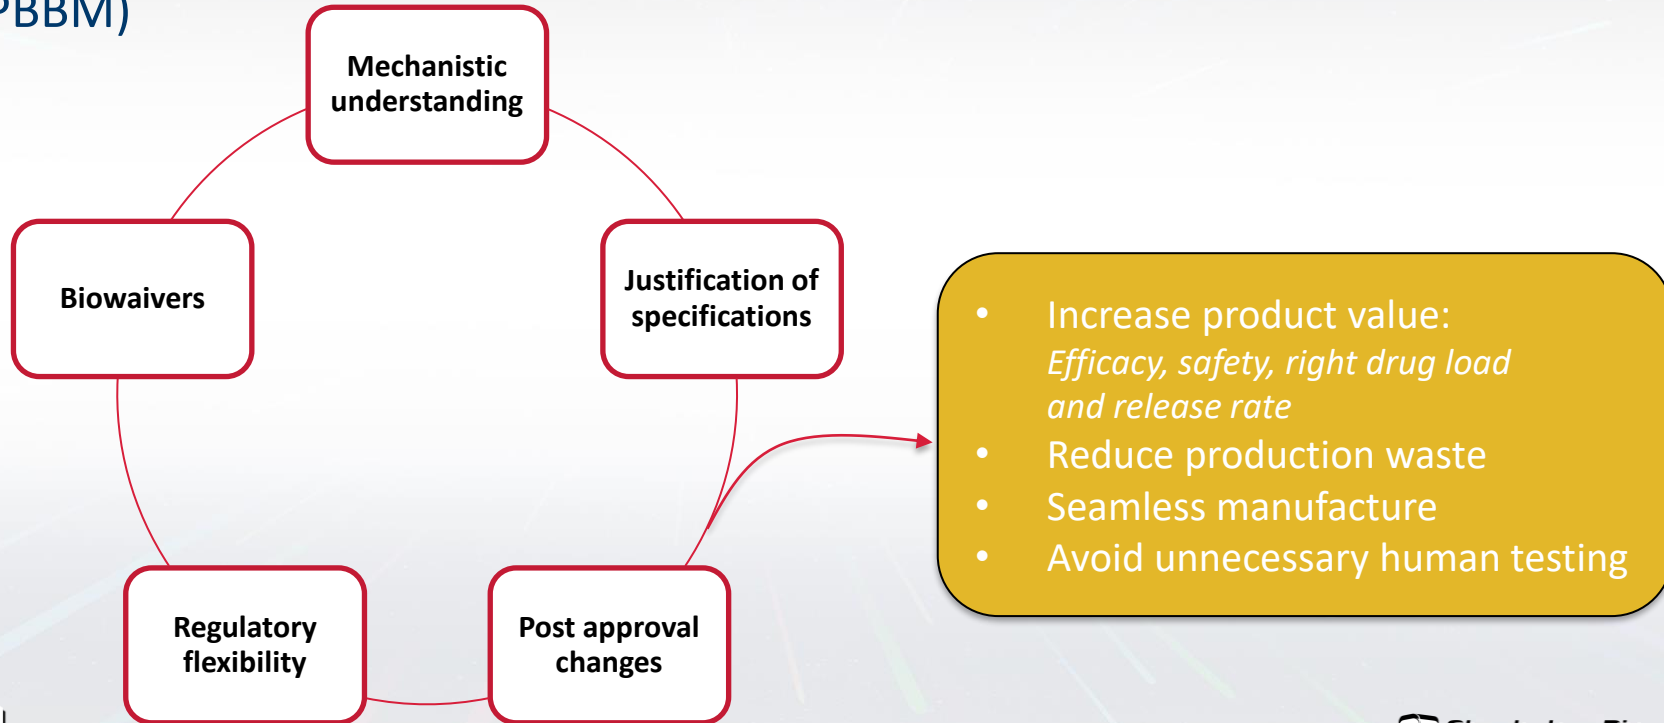 PBBM)
Mechanistic
understanding
Justification of
specifications
Biowaivers
Regulatory
flexibility
Post approval
changes
• Increase product value:
Efficacy, safety, right drug load
and release rate
• Reduce production waste
• Seamless manufacture
• Avoid unnecessary human testing